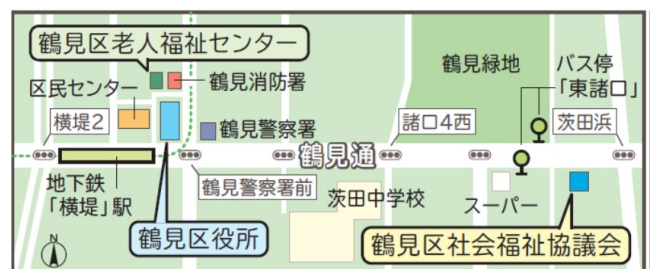 鶴見区老人福祉センター
鶴見緑地
バス停
「東諸口」
区民センター
鶴見消防署
横堤2
鶴見警察署
諸口4西
茨田浜
鶴見通
地下鉄
「横堤」駅
鶴見警察署前
茨田中学校
スーパー
鶴見区役所
鶴見区社会福祉協議会
N